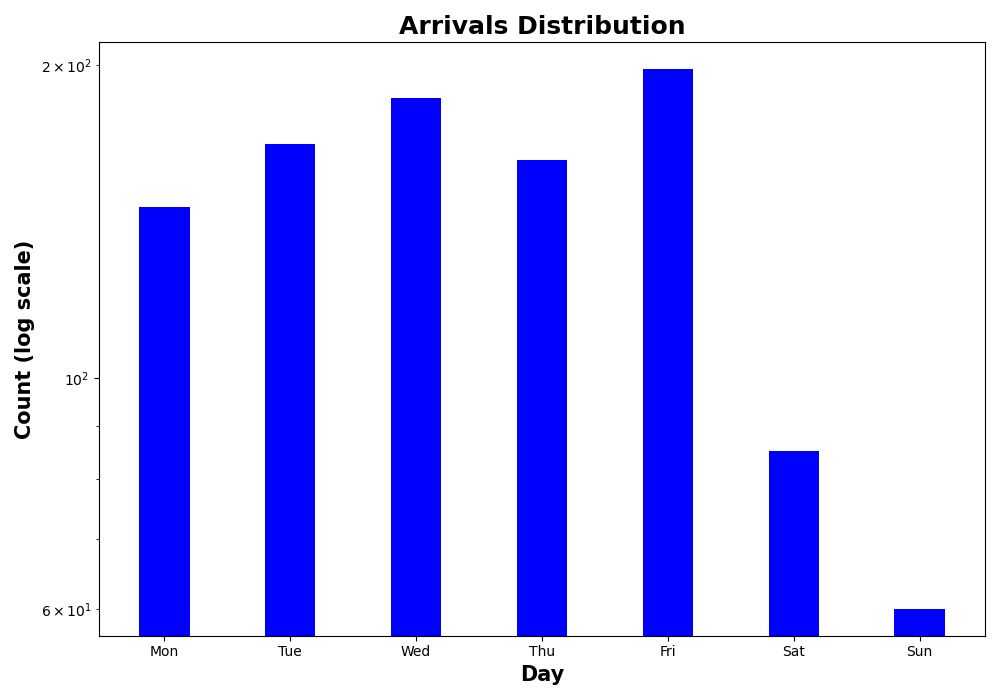 Arrivals Distribution
Count (log scale)
2 × 10²
10²
6 × 10¹
Mon Tue Wed Thu Fri Sat Sun
Day